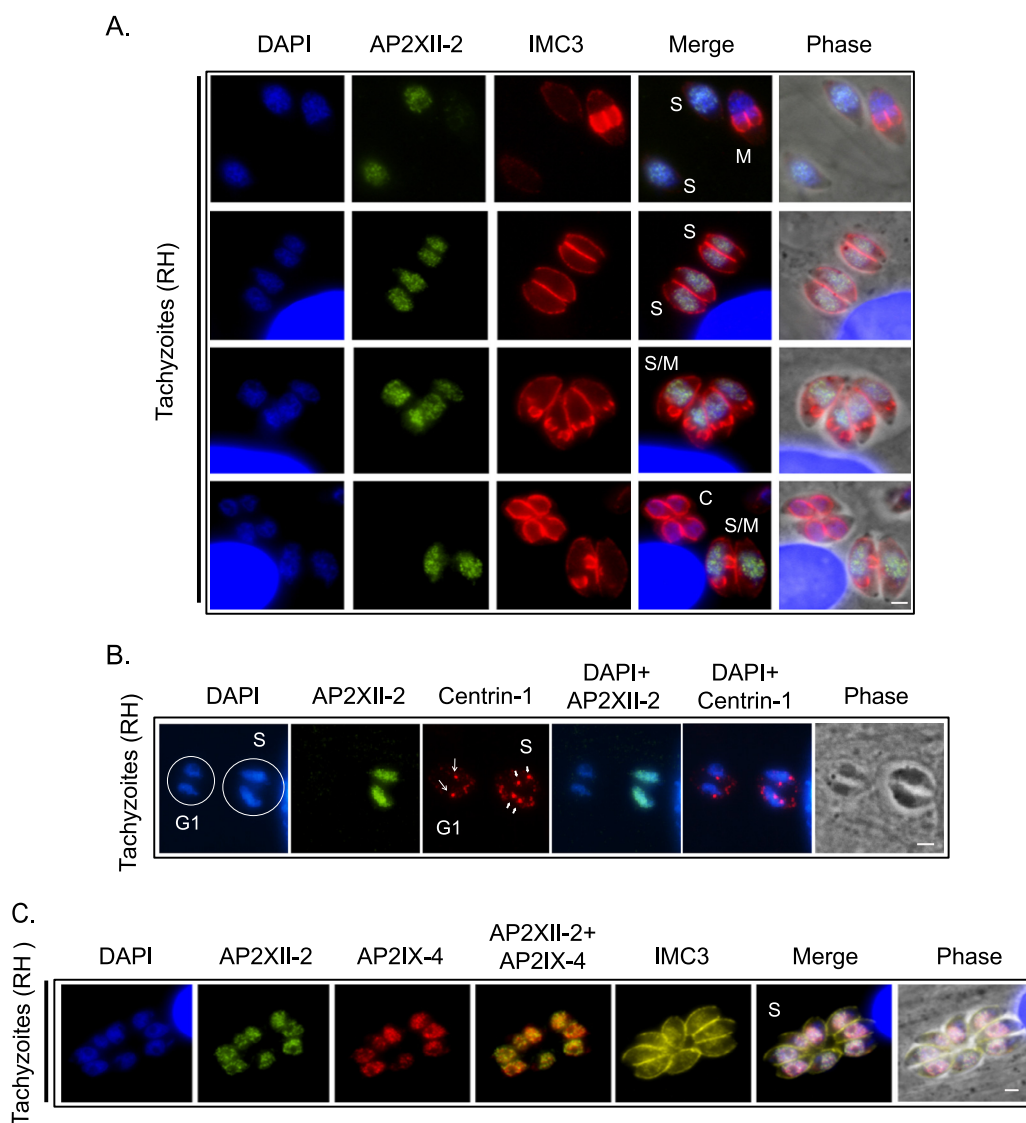 A.
DAPI AP2XII-2 IMC3 Merge Phase
Tachyzoites (RH)
S
M
S
S
S
S/M
C
S/M
B.
DAPI AP2XII-2 Centrin-1 DAPI+ AP2XII-2 DAPI+ Centrin-1 Phase
Tachyzoites (RH)
S
G1
S
G1
C.
DAPI AP2XII-2 AP2IX-4 AP2XII-2+ AP2IX-4 IMC3 Merge Phase
Tachyzoites (RH )
S